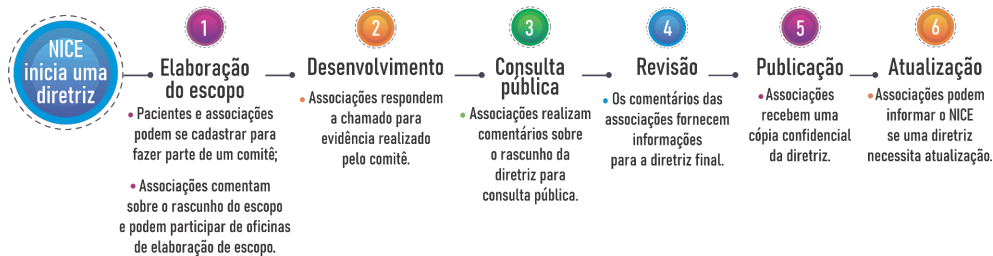 NICE
inicia uma
diretriz
1
Elaboração
do escopo
• Pacientes e associações
podem se cadastrar para
fazer parte de um comitê;
• Associações comentam
sobre o rascunho do escopo
e podem participar de oficinas
de elaboração de escopo.
2
Desenvolvimento
• Associações respondem
a chamado para
evidência realizado
pelo comitê.
3
Consulta
pública
• Associações realizam
comentários sobre
o rascunho da
diretriz para
consulta pública.
4
Revisão
• Os comentários das
associações fornecem
informações
para a diretriz final.
5
Publicação
• Associações
recebem uma
cópia confidencial
da diretriz.
6
Atualização
• Associações podem
informar o NICE
se uma diretriz
necessita atualização.